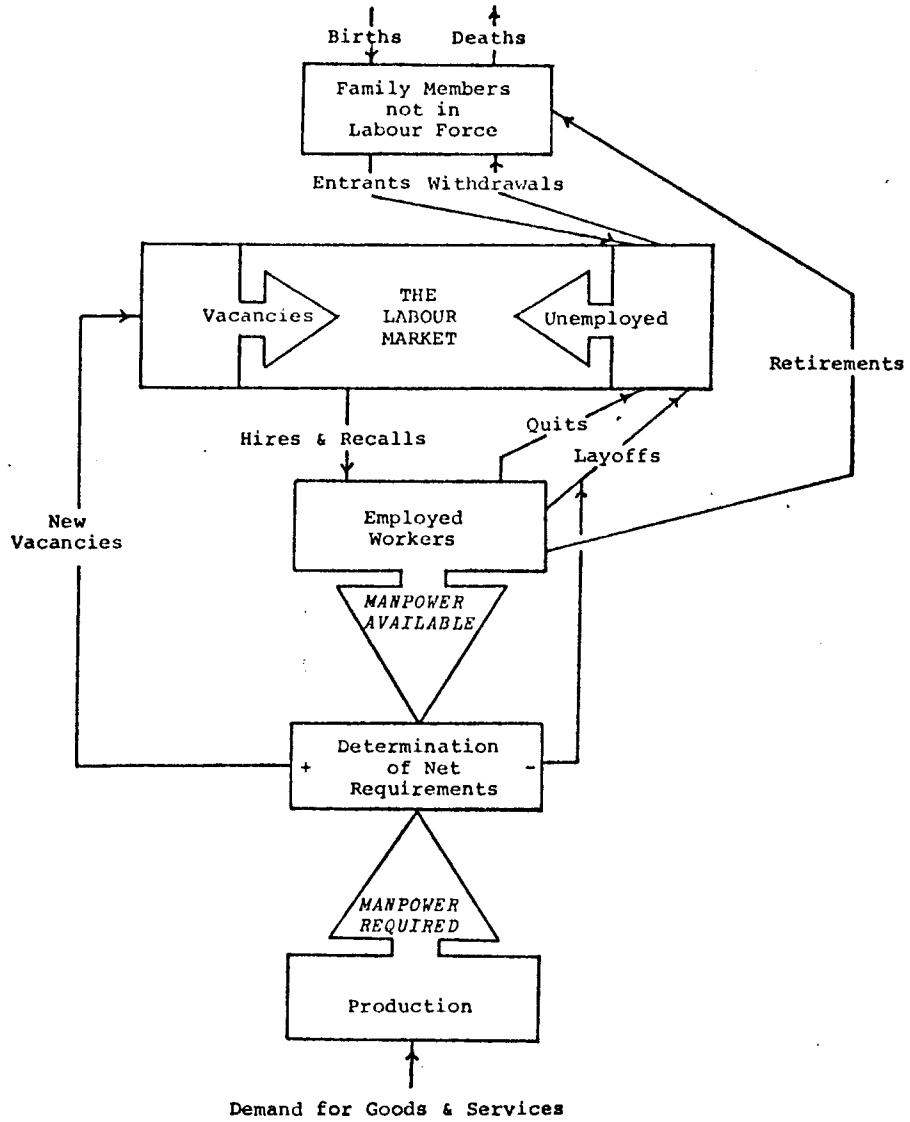 Births Deaths
Family Members
not in
Labour Force
Entrants Withdrawals
Vacancies
THE
LABOUR
MARKET
Unemployed
Retirements
Hires & Recalls
Quits
Layoffs
New
Vacancies
Employed
Workers
MANPOWER
AVAILABLE
Determination
+ of Net -
Requirements
MANPOWER
REQUIRED
Production
Demand for Goods & Services